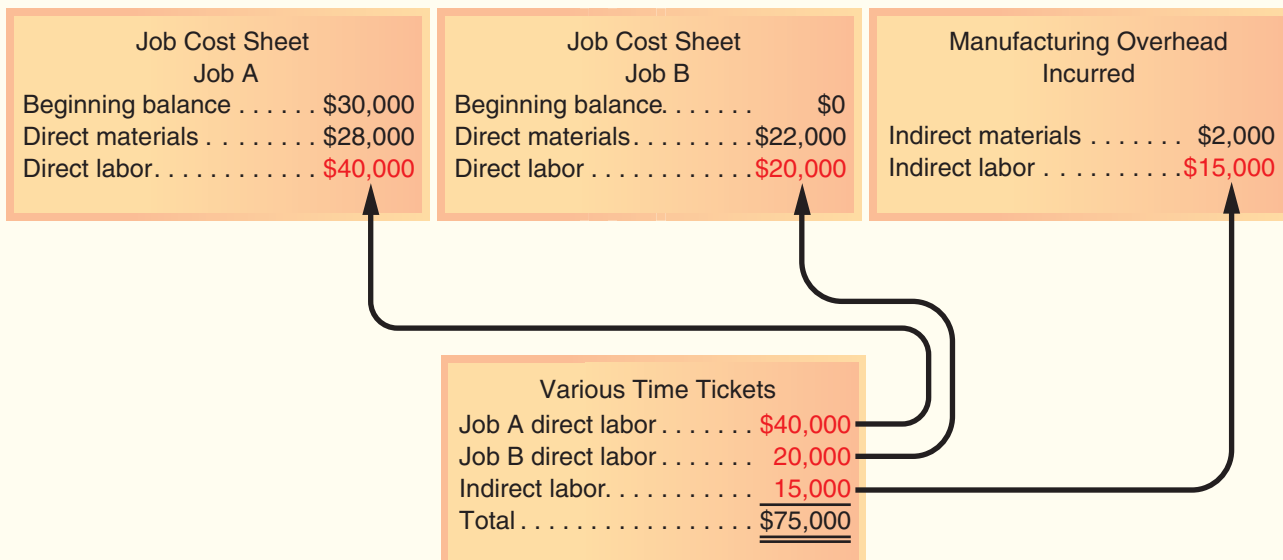 Job Cost Sheet
Job A
Beginning balance . . . . . . $30,000
Direct materials . . . . . . . . . $28,000
Direct labor. . . . . . . . . . . . $40,000
Job Cost Sheet
Job B
Beginning balance. . . . . . . $0
Direct materials. . . . . . . . . $22,000
Direct labor . . . . . . . . . . . . $20,000
Manufacturing Overhead
Incurred
Indirect materials . . . . . . . $2,000
Indirect labor . . . . . . . . . . $15,000
Various Time Tickets
Job A direct labor . . . . . . . $40,000
Job B direct labor . . . . . . . 20,000
Indirect labor. . . . . . . . . . . 15,000
Total . . . . . . . . . . . . . . . . . $75,000